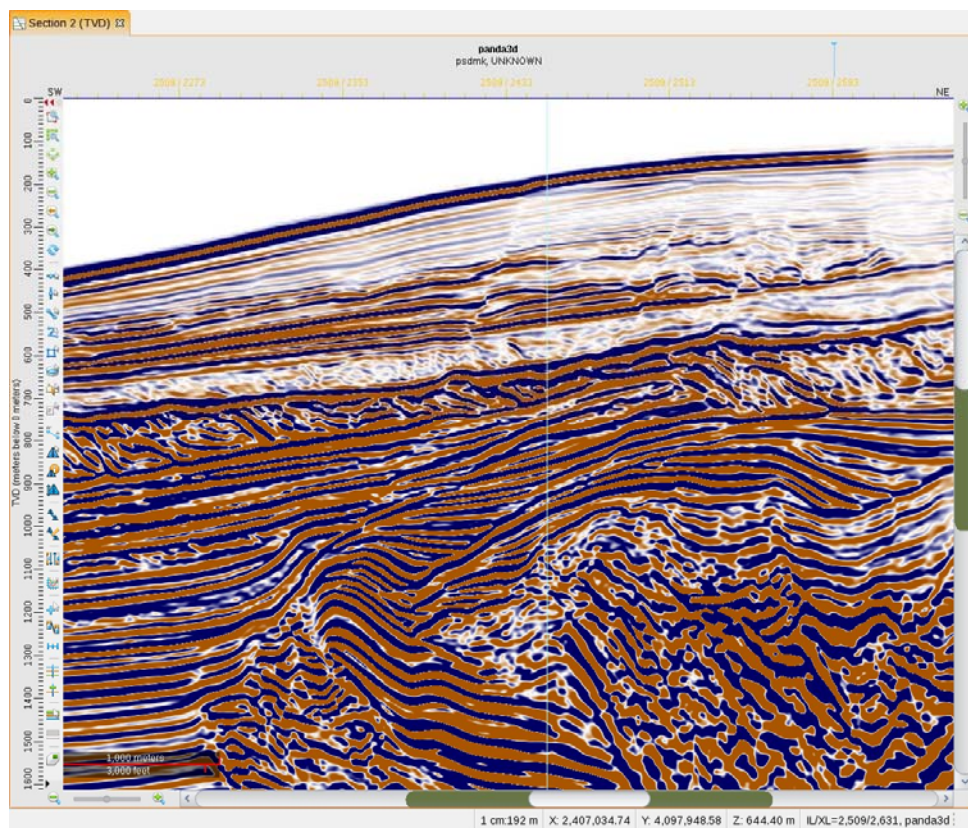 Section 2 (TVD)
panda3d
psdmk, UNKNOWN
2509/2273 2509/2353 2509/2433 2509/2513 2509/2593
SW NE
0
100
200
300
400
500
600
700
800
900
1000
1100
1200
1300
1400
1500
1600
TVD (meters below 0 meters)
1,000 meters
3,000 feet
1 cm:192 m X: 2,407,034.74 Y: 4,097,948.58 Z: 644.40 m IL/XL=2,509/2,631, panda3d